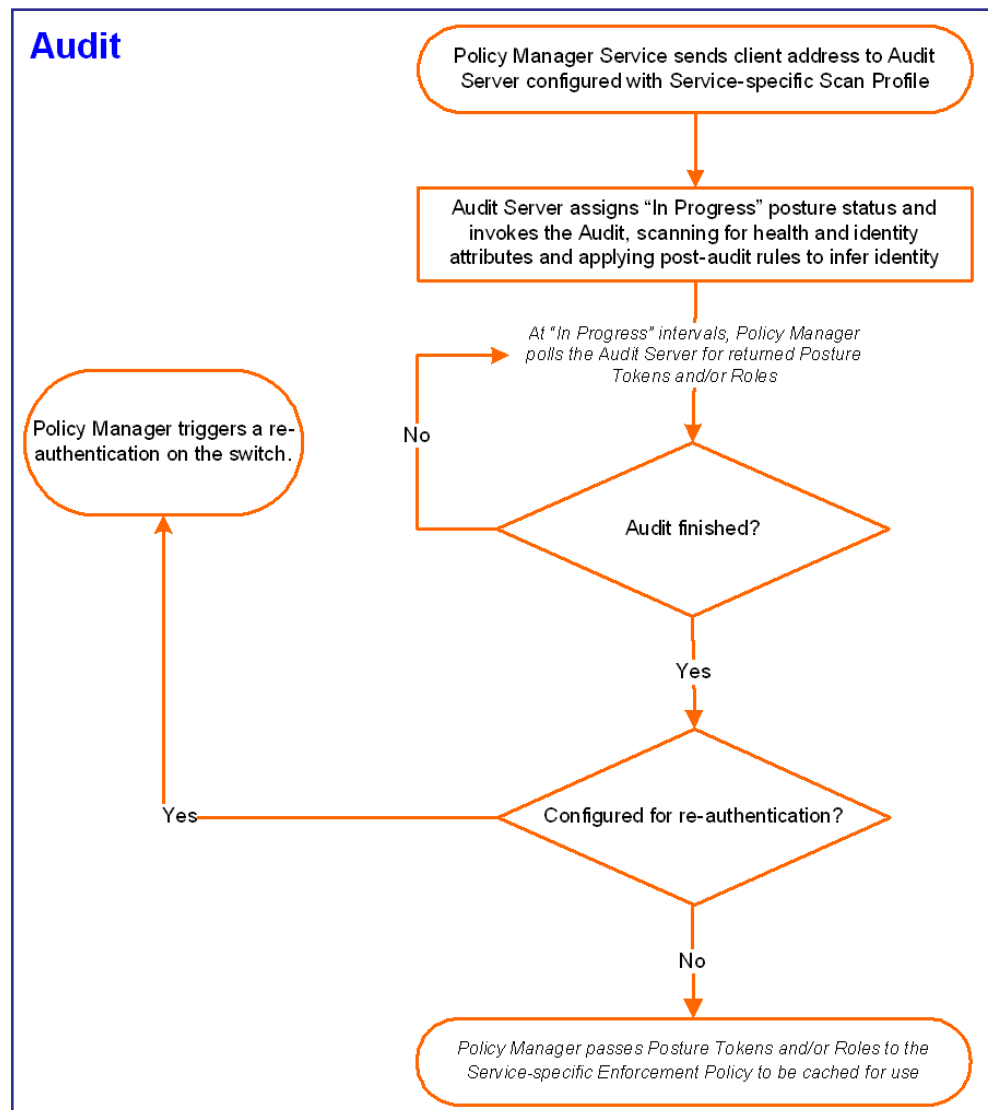 Audit
Policy Manager Service sends client address to Audit
Server configured with Service-specific Scan Profile
Audit Server assigns “In Progress” posture status and
invokes the Audit, scanning for health and identity
attributes and applying post-audit rules to infer identity
At “In Progress” intervals, Policy Manager
polls the Audit Server for returned Posture
Tokens and/or Roles
Policy Manager triggers a re-
authentication on the switch.
No
Audit finished?
Yes
Configured for re-authentication?
Yes
No
Policy Manager passes Posture Tokens and/or Roles to the
Service-specific Enforcement Policy to be cached for use